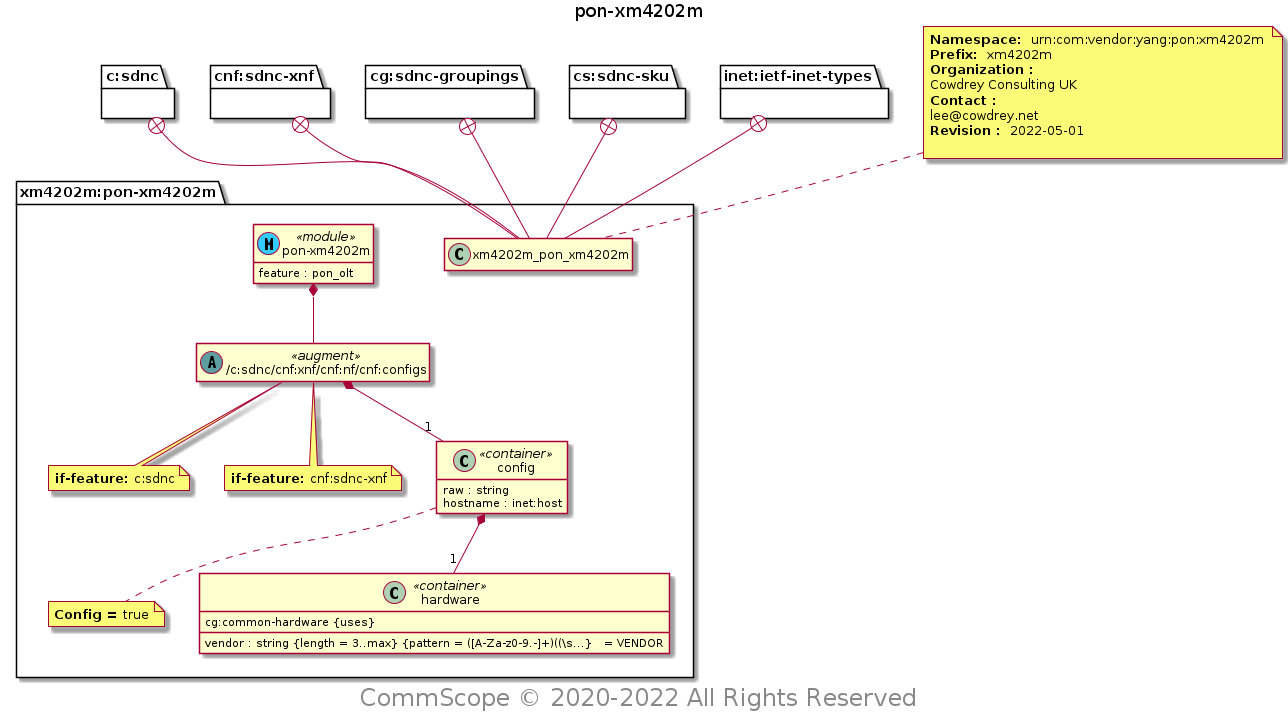 pon-xm4202m
Namespace: urn:com:vendor:yang:pon:xm4202m
Prefix: xm4202m
Organization :
Cowdrey Consulting UK
Contact :
lee@cowdrey.net
Revision : 2022-05-01
c:sdnc
cnf:sdnc-xnf
cg:sdnc-groupings
cs:sdnc-sku
inet:ietf-inet-types
xm4202m:pon-xm4202m
M
«module»
pon-xm4202m
feature : pon_olt
C
xm4202m_pon_xm4202m
A
«augment»
/c:sdnc/cnf:xnf/cnf:nf/cnf:configs
1
if-feature: c:sdnc
if-feature: cnf:sdnc-xnf
C
«container»
config
raw : string
hostname : inet:host
1
Config = true
C
«container»
hardware
cg:common-hardware {uses}
vendor : string {length = 3..max} {pattern = ([A-Za-z0-9.-]+)((\s...} = VENDOR
CommScope © 2020-2022 All Rights Reserved